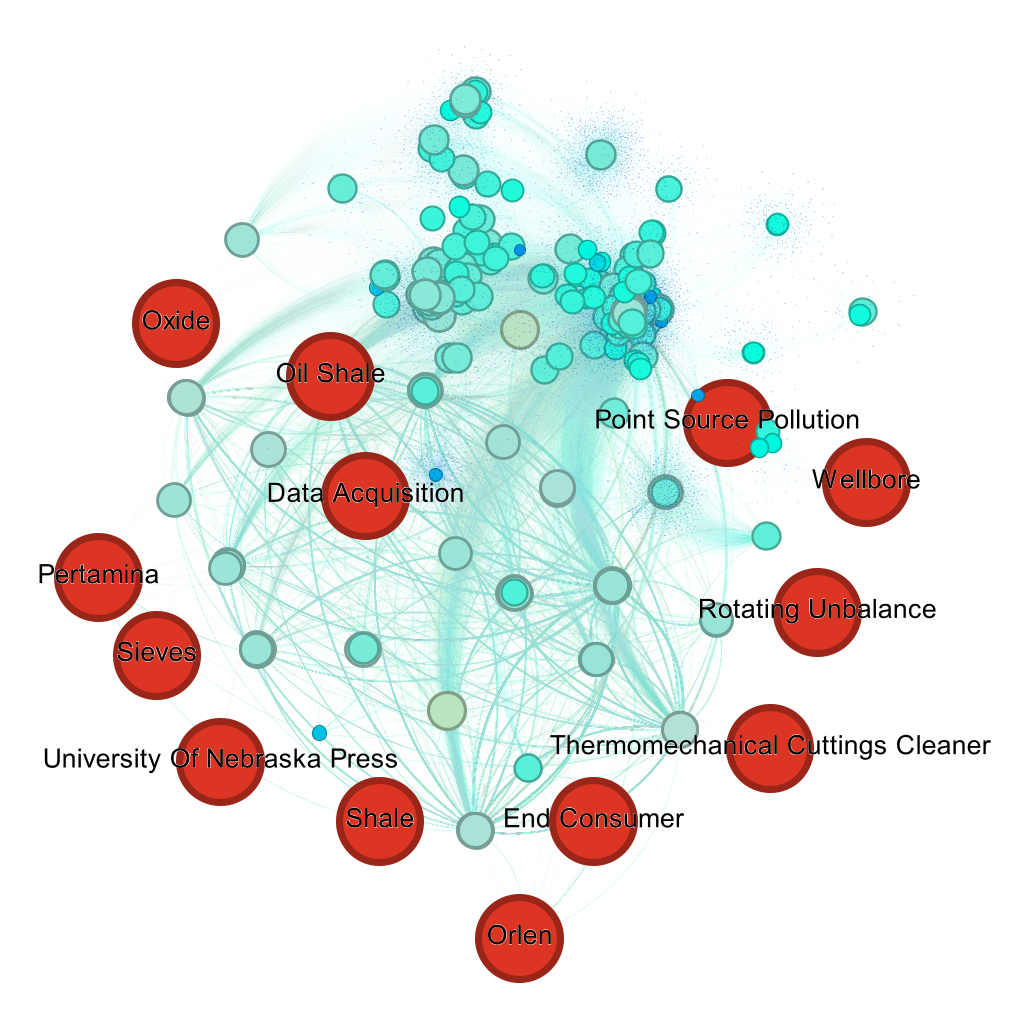 Oxide
Oil Shale
Point Source Pollution
Wellbore
Data Acquisition
Pertamina
Rotating Unbalance
Sieves
Thermomechanical Cuttings Cleaner
University Of Nebraska Press
Shale
End Consumer
Orlen